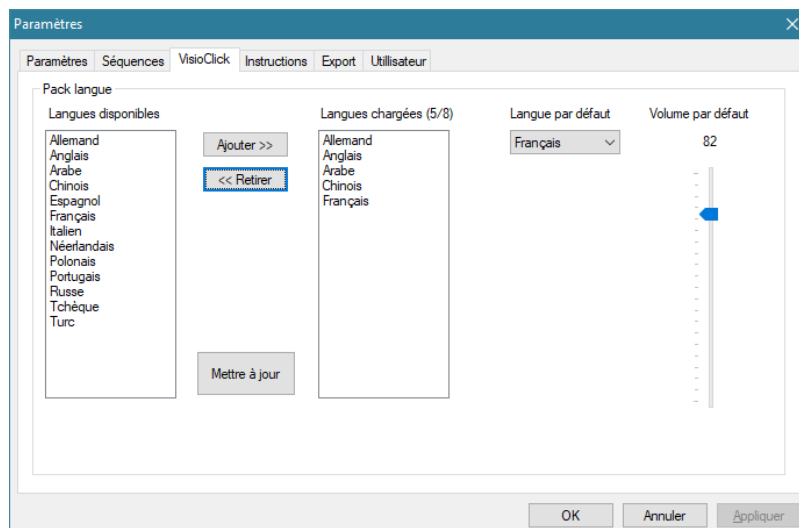 Paramètres
Paramètres Séquences VisioClick Instructions Export Utilisateur
Pack langue
Langues disponibles
Allemand
Anglais
Arabe
Chinois
Espagnol
Français
Italien
Néerlandais
Polonais
Portugais
Russe
Tchèque
Turc
Ajouter >>
<< Retirer
Mettre à jour
Langues chargées (5/8)
Allemand
Anglais
Arabe
Chinois
Français
Langue par défaut
Français
Volume par défaut
82
OK Annuler Appliquer